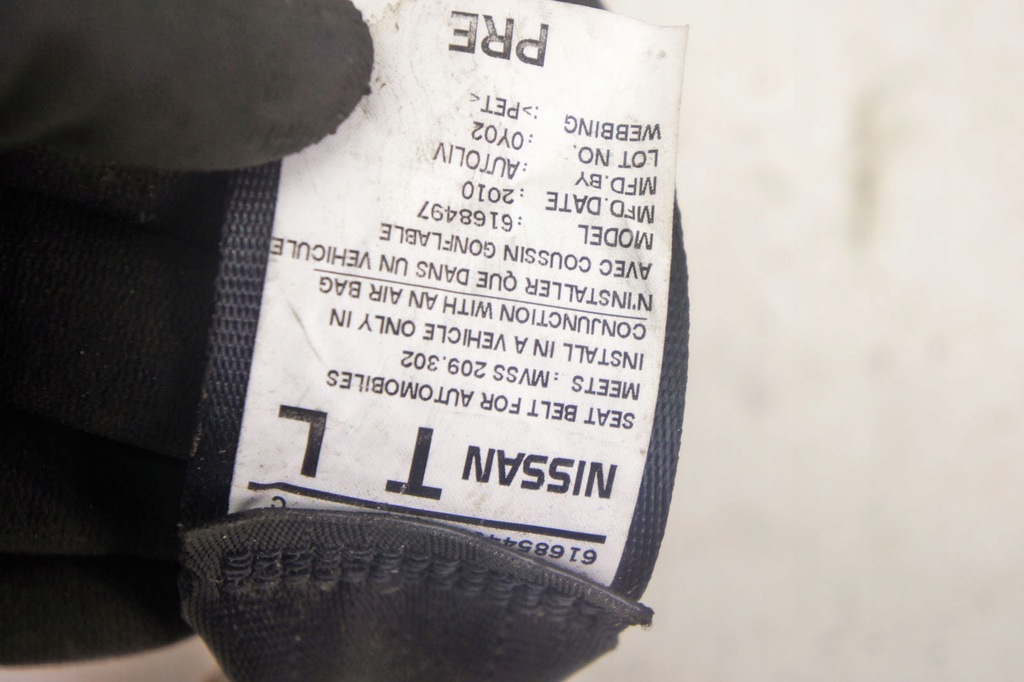 NISSAN T L
SEAT BELT FOR AUTOMOBILES
MEETS : MVSS 209.302
INSTALL IN A VEHICLE ONLY IN
CONJUNCTION WITH AN AIR BAG
N'INSTALLER QUE DANS UN VEHICULE
AVEC COUSSIN GONFLABLE
MODEL :6168497
MFD.DATE :2010
MFD.BY :AUTOLIV
LOT NO. :0Y02
WEBBING :>PET<
PRE